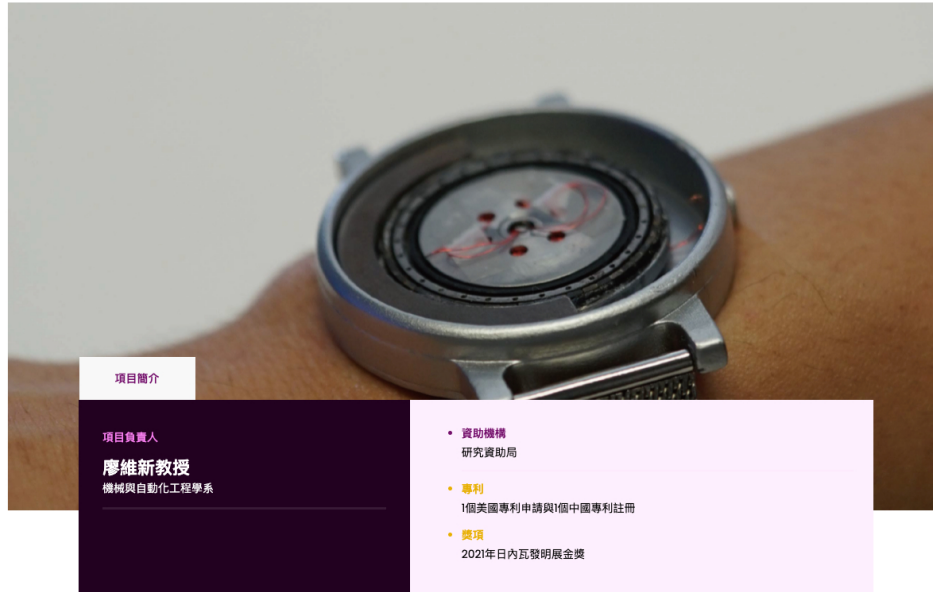 項目簡介
項目負責人
廖維新教授
機械與自動化工程學系
資助機構
研究資助局
專利
1個美國專利申請與1個中國專利註冊
獎項
2021年日內瓦發明展金獎